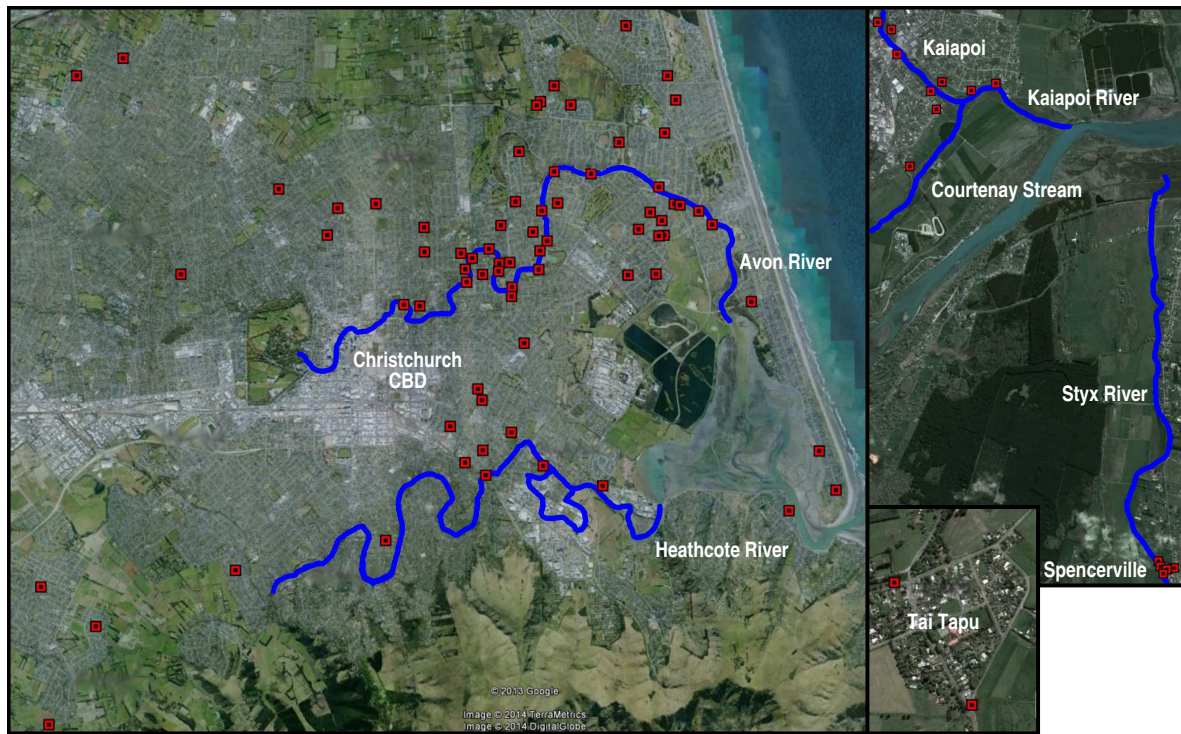 Kaiapoi
Kaiapoi River
Courtenay Stream
Avon River
Christchurch
CBD
Styx River
Heathcote River
Spencerville
Tai Tapu
© 2013 Google
Image © 2014 TerraMetrics
Image © 2014 DigitalGlobe